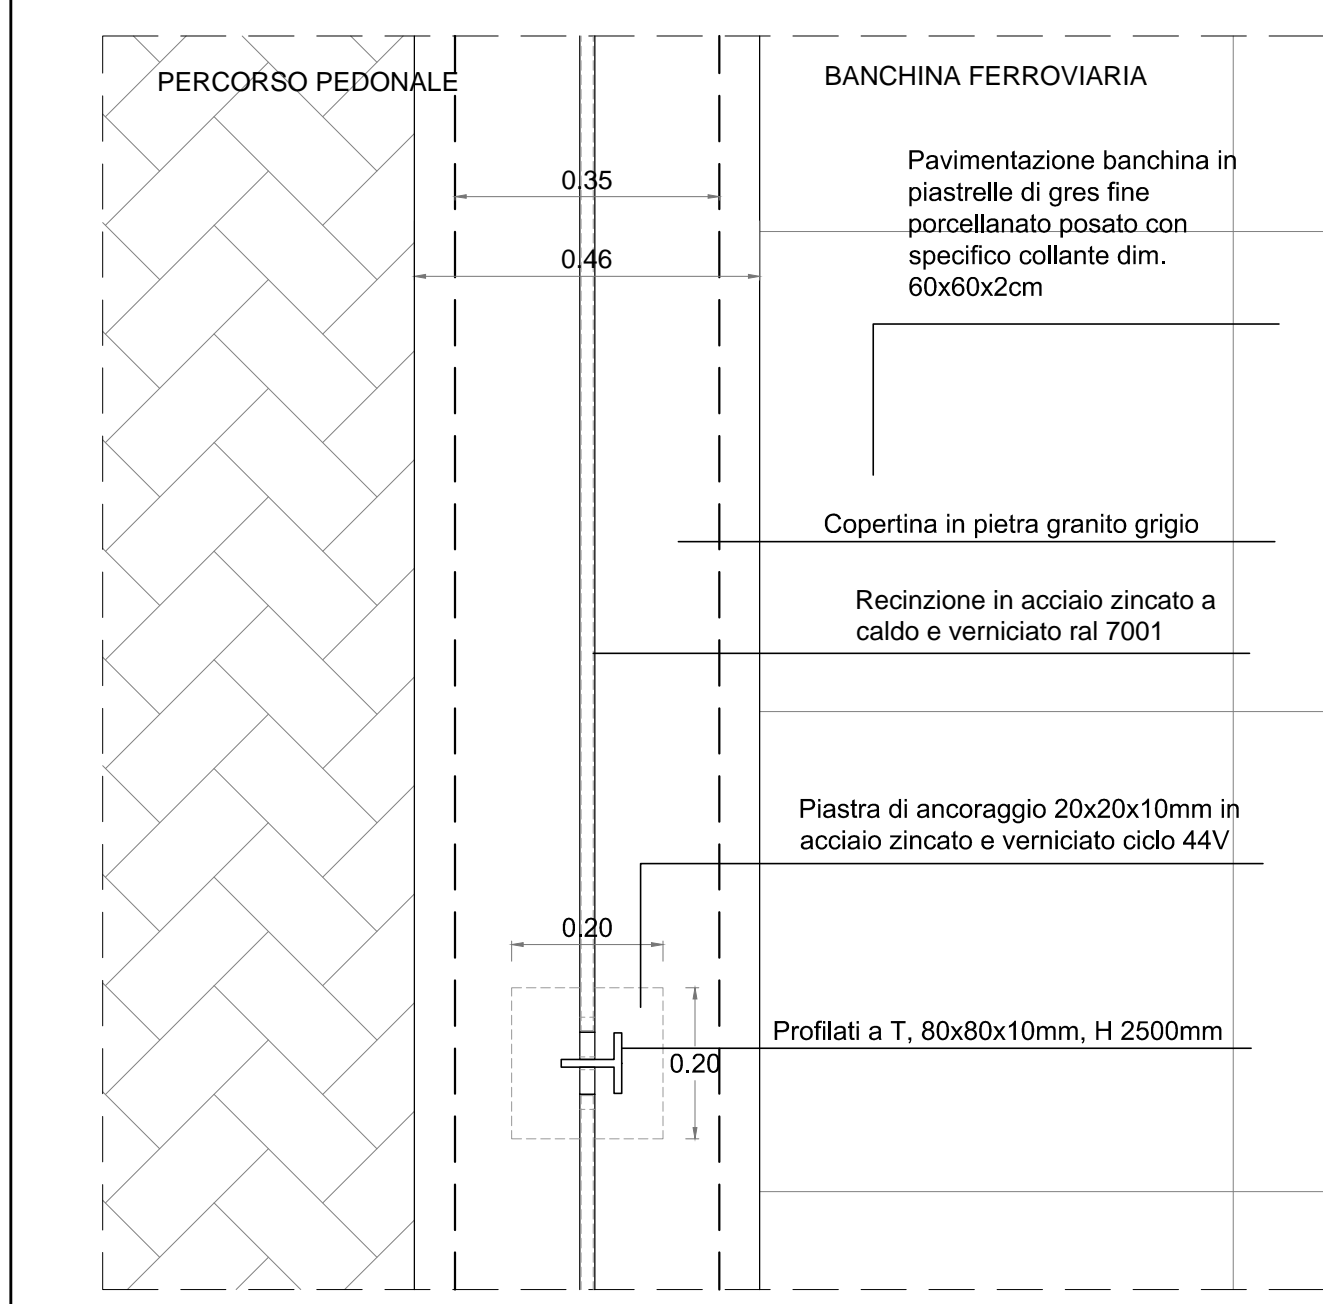 PERCORSO PEDONALE
BANCHINA FERROVIARIA
Pavimentazione banchina in
piastrelle di gres fine
porcellanato posato con
specifico collante dim.
60x60x2cm
0.35
0.46
Copertina in pietra granito grigio
Recinzione in acciaio zincato a
caldo e verniciato ral 7001
Piastra di ancoraggio 20x20x10mm in
acciaio zincato e verniciato ciclo 44V
0.20
Profilati a T, 80x80x10mm, H 2500mm
0.20